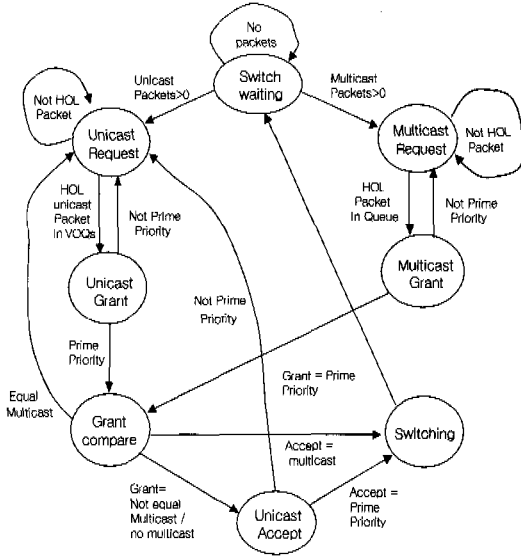 No
packets
Unicast
Packets>0
Switch
waiting
Multicast
Packets>0
Not HOL
Packet
Unicast
Request
Multicast
Request
Not HOL
Packet
HOL
unicast
Packet
in VOQs
Not Prime
Priority
HOL
Packet
In Queue
Not Prime
Priority
Unicast
Grant
Multicast
Grant
Not Prime
Priority
Prime
Priority
Equal
Multicast
Grant = Prime
Priority
Grant
compare
Accept =
multicast
Switching
Grant=
Not equal
Multicast /
no multicast
Unicast
Accept
Accept =
Prime
Priority